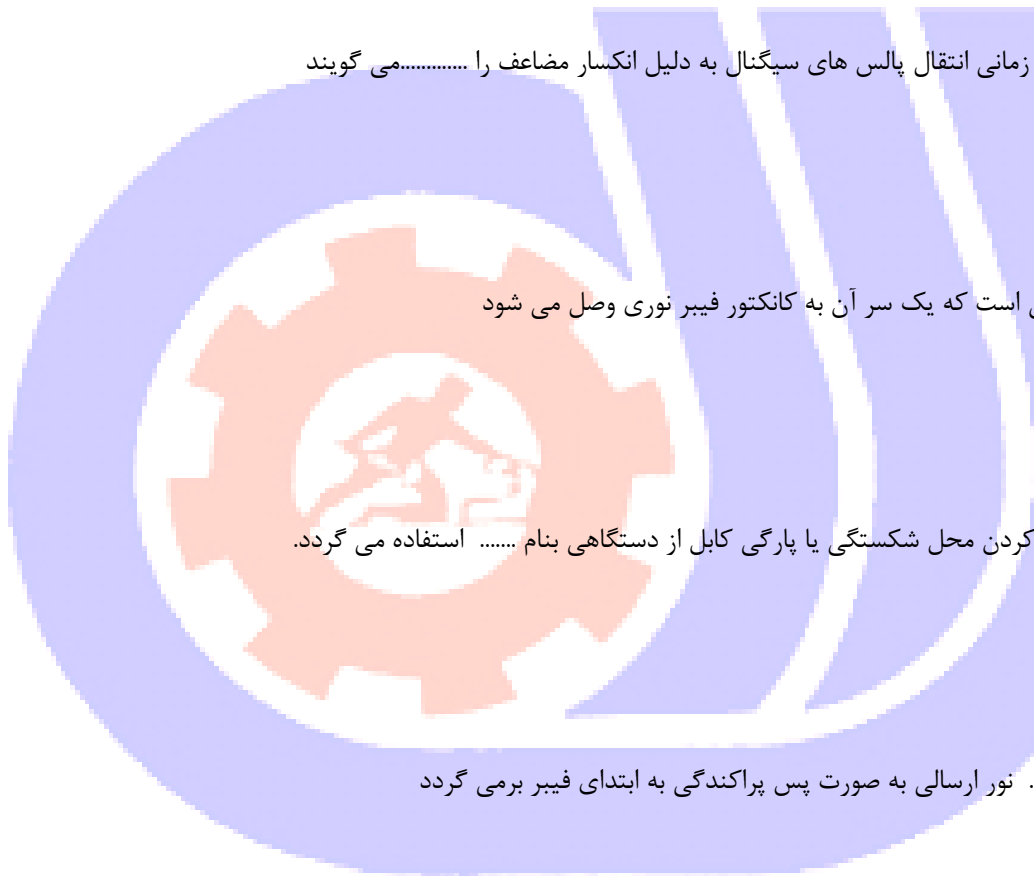 زمانی انتقال پالس های سیگنال به دلیل انکسار مضاعف را .............می گویند
است که یک سر آن به کانکتور فیبر نوری وصل می شود
کردن محل شکستگی یا پارگی کابل از دستگاهی بنام ....... استفاده می گردد.
. نور ارسالی به صورت پس پراکندگی به ابتدای فیبر برمی گردد